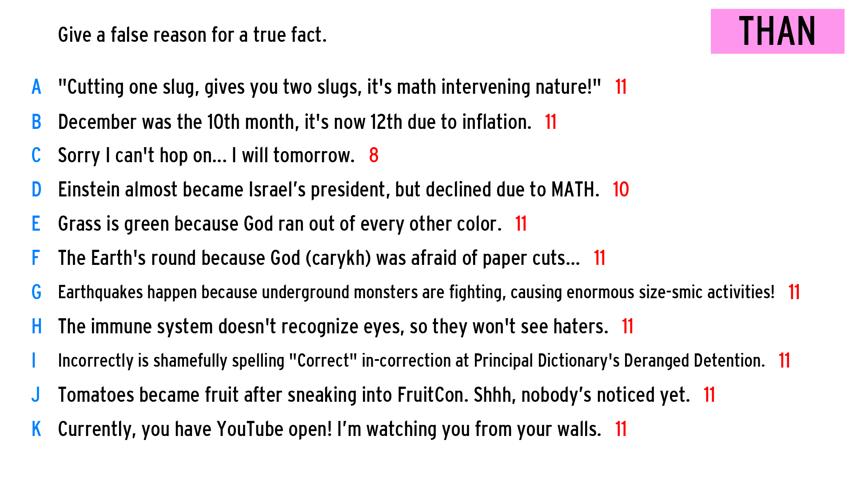 Give a false reason for a true fact.
THAN
A "Cutting one slug, gives you two slugs, it's math intervening nature!" 11
B December was the 10th month, it's now 12th due to inflation. 11
C Sorry I can't hop on... I will tomorrow. 8
D Einstein almost became Israel’s president, but declined due to MATH. 10
E Grass is green because God ran out of every other color. 11
F The Earth's round because God (carykh) was afraid of paper cuts... 11
G Earthquakes happen because underground monsters are fighting, causing enormous size-smic activities! 11
H The immune system doesn't recognize eyes, so they won't see haters. 11
I Incorrectly is shamefully spelling "Correct" in-correction at Principal Dictionary's Deranged Detention. 11
J Tomatoes became fruit after sneaking into FruitCon. Shhh, nobody’s noticed yet. 11
K Currently, you have YouTube open! I’m watching you from your walls. 11